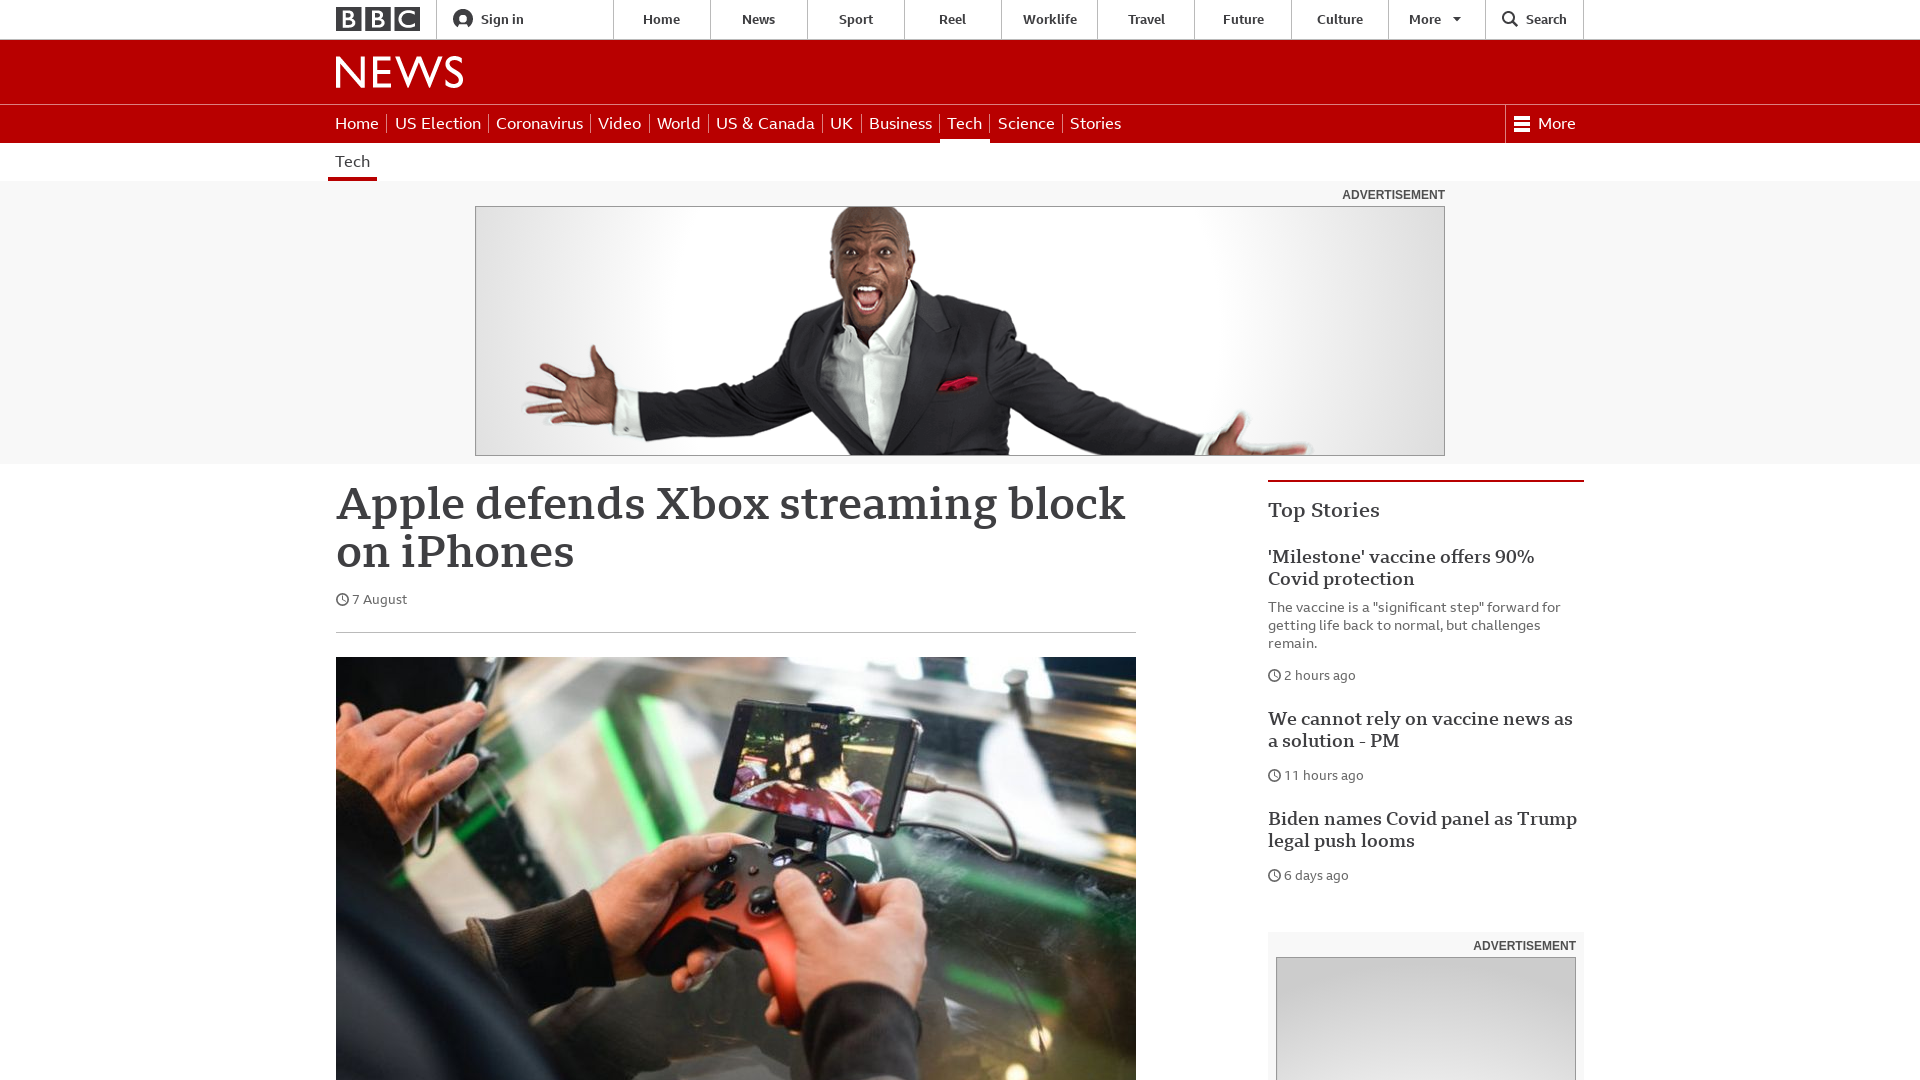 BBC
Sign in
Home
News
Sport
Reel
Worklife
Travel
Future
Culture
More
Search
NEWS
Home
US Election
Coronavirus
Video
World
US & Canada
UK
Business
Tech
Science
Stories
More
Tech
ADVERTISEMENT
Apple defends Xbox streaming block
on iPhones
7 August
Top Stories
'Milestone' vaccine offers 90%
Covid protection
The vaccine is a "significant step" forward for
getting life back to normal, but challenges
remain.
2 hours ago
We cannot rely on vaccine news as
a solution - PM
11 hours ago
Biden names Covid panel as Trump
legal push looms
6 days ago
ADVERTISEMENT